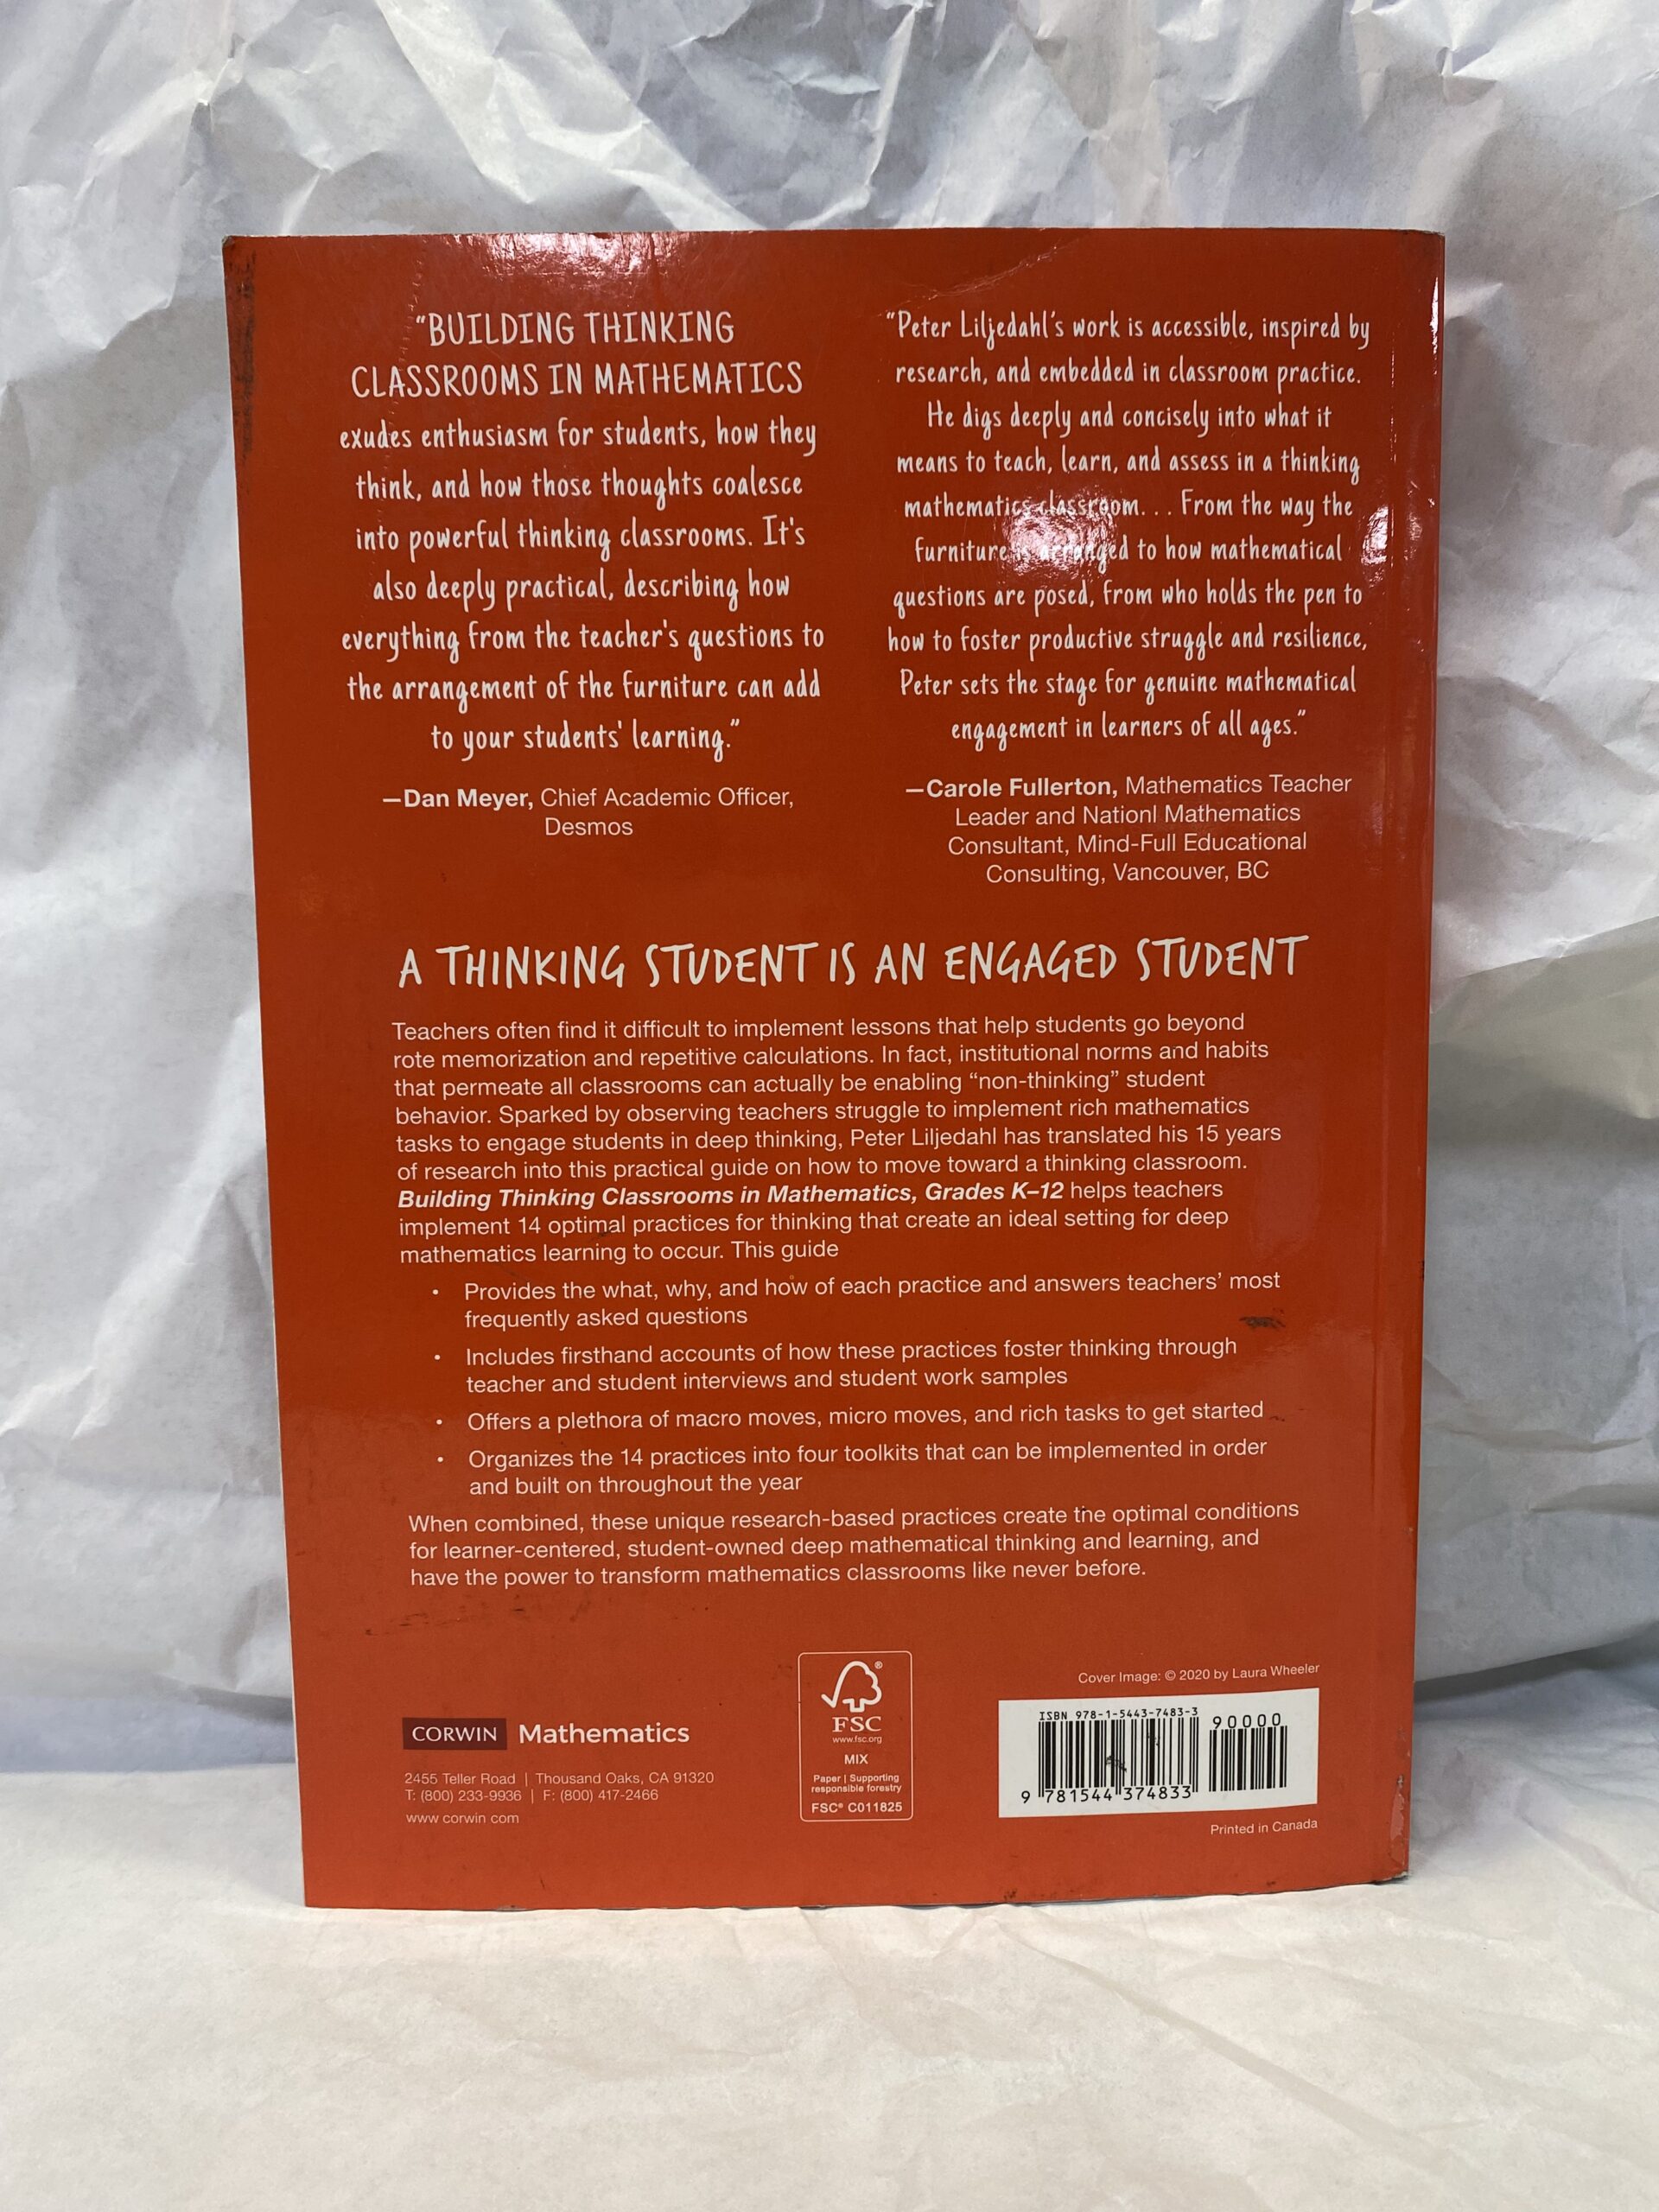 “BUILDING THINKING
CLASSROOMS IN MATHEMATICS
exudes enthusiasm for students, how they
think, and how those thoughts coalesce
into powerful thinking classrooms. It's
also deeply practical, describing how
everything from the teacher's questions to
the arrangement of the furniture can add
to your students' learning.”
—Dan Meyer, Chief Academic Officer,
Desmos
“Peter Liljedahl's work is accessible, inspired by
research, and embedded in classroom practice.
He digs deeply and concisely into what it
means to teach, learn, and assess in a thinking
mathematics classroom. . . From the way the
furniture is arranged to how mathematical
questions are posed, from who holds the pen to
how to foster productive struggle and resilience,
Peter sets the stage for genuine mathematical
engagement in learners of all ages.”
—Carole Fullerton, Mathematics Teacher
Leader and Nationl Mathematics
Consultant, Mind-Full Educational
Consulting, Vancouver, BC
A THINKING STUDENT IS AN ENGAGED STUDENT
Teachers often find it difficult to implement lessons that help students go beyond
rote memorization and repetitive calculations. In fact, institutional norms and habits
that permeate all classrooms can actually be enabling “non-thinking” student
behavior. Sparked by observing teachers struggle to implement rich mathematics
tasks to engage students in deep thinking, Peter Liljedahl has translated his 15 years
of research into this practical guide on how to move toward a thinking classroom.
Building Thinking Classrooms in Mathematics, Grades K–12 helps teachers
implement 14 optimal practices for thinking that create an ideal setting for deep
mathematics learning to occur. This guide
• Provides the what, why, and how of each practice and answers teachers’ most
frequently asked questions
• Includes firsthand accounts of how these practices foster thinking through
teacher and student interviews and student work samples
• Offers a plethora of macro moves, micro moves, and rich tasks to get started
• Organizes the 14 practices into four toolkits that can be implemented in order
and built on throughout the year
When combined, these unique research-based practices create the optimal conditions
for learner-centered, student-owned deep mathematical thinking and learning, and
have the power to transform mathematics classrooms like never before.
CORWIN Mathematics
2455 Teller Road | Thousand Oaks, CA 91320
T: (800) 233-9936 | F: (800) 417-2466
www corwin com
®
FSC
www.fsc.org
MIX
Paper | Supporting
responsible forestry
FSC® C011825
Cover Image: © 2020 by Laura Wheeler
ISBN 978-1-5443-7483-3
90000
9 781544 374833
Printed in Canada